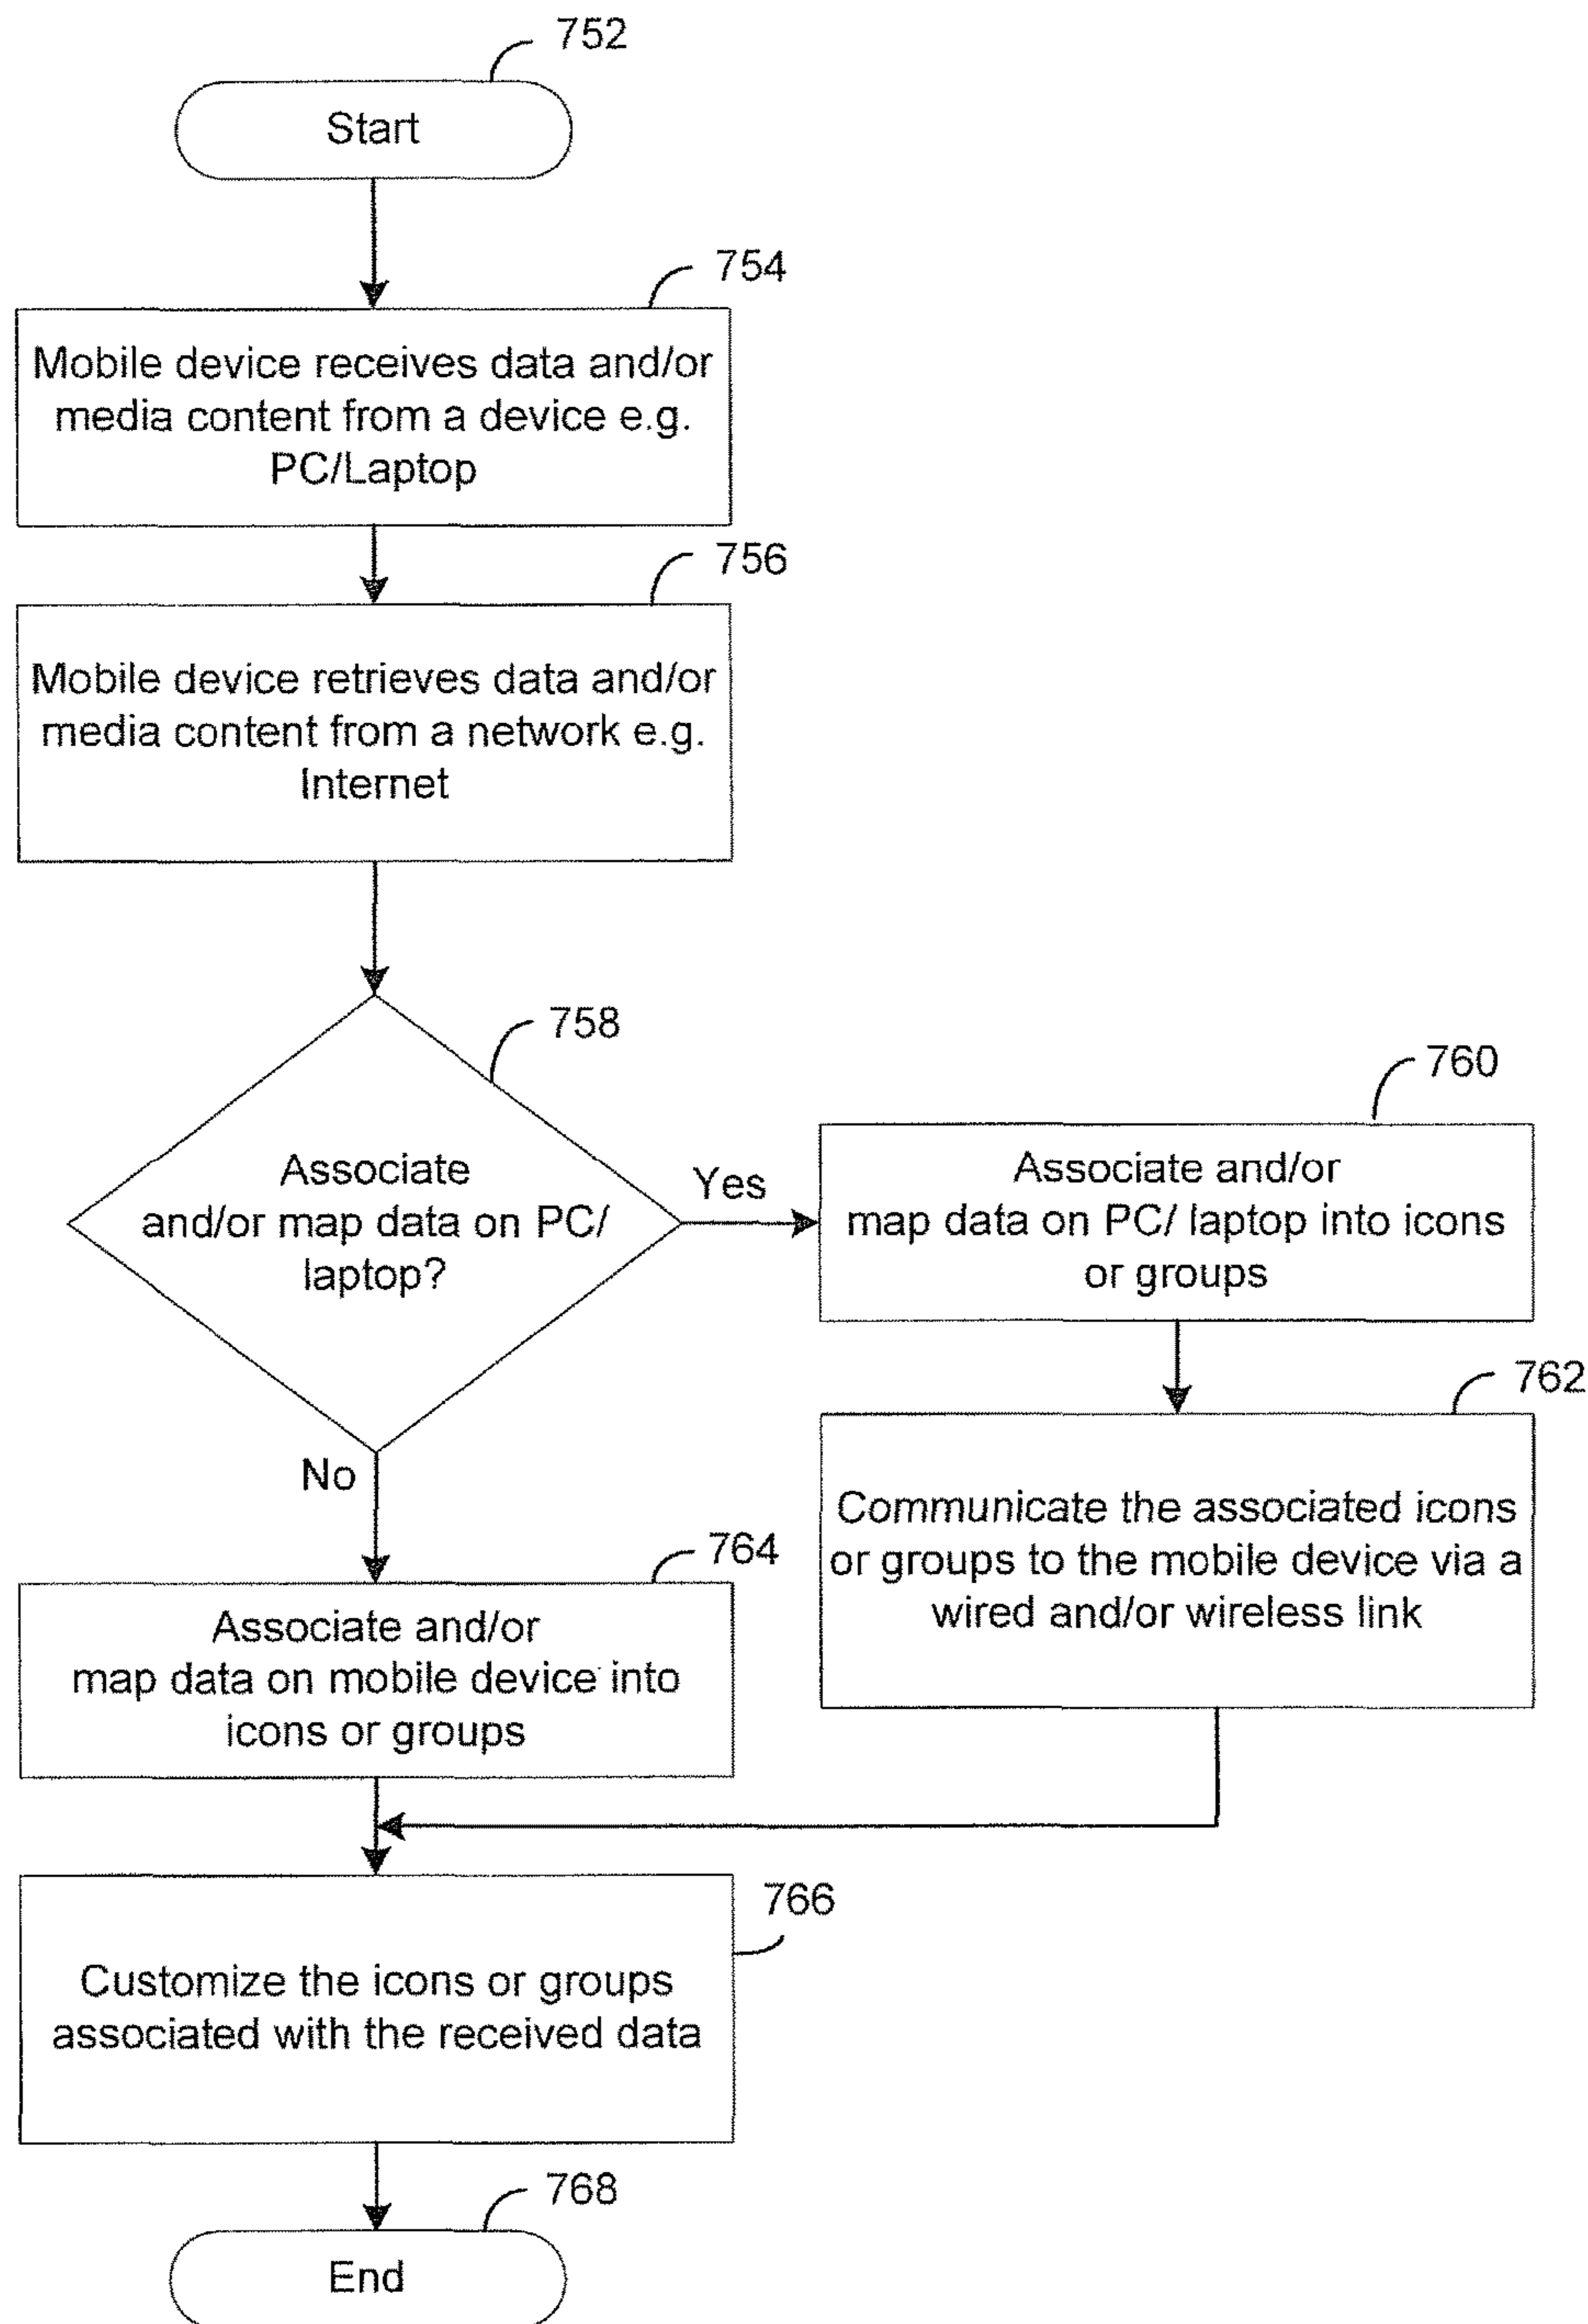 752
Start
754
Mobile device receives data and/or
media content from a device e.g.
PC/Laptop
756
Mobile device retrieves data and/or
media content from a network e.g.
Internet
758
Associate
and/or map data on PC/
laptop?
Yes
760
Associate and/or
map data on PC/ laptop into icons
or groups
762
Communicate the associated icons
or groups to the mobile device via a
wired and/or wireless link
No
764
Associate and/or
map data on mobile device into
icons or groups
766
Customize the icons or groups
associated with the received data
768
End